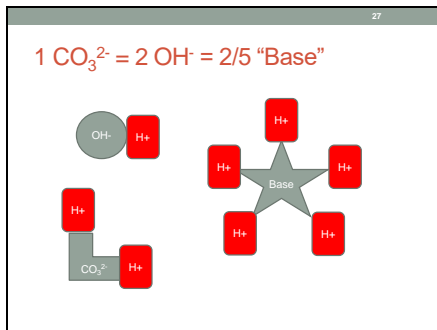 27
1 CO₃²⁻ = 2 OH⁻ = 2/5 “Base”
H+
OH-
H+
H+
H+
Base
H+
H+
H+
CO₃²⁻
H+